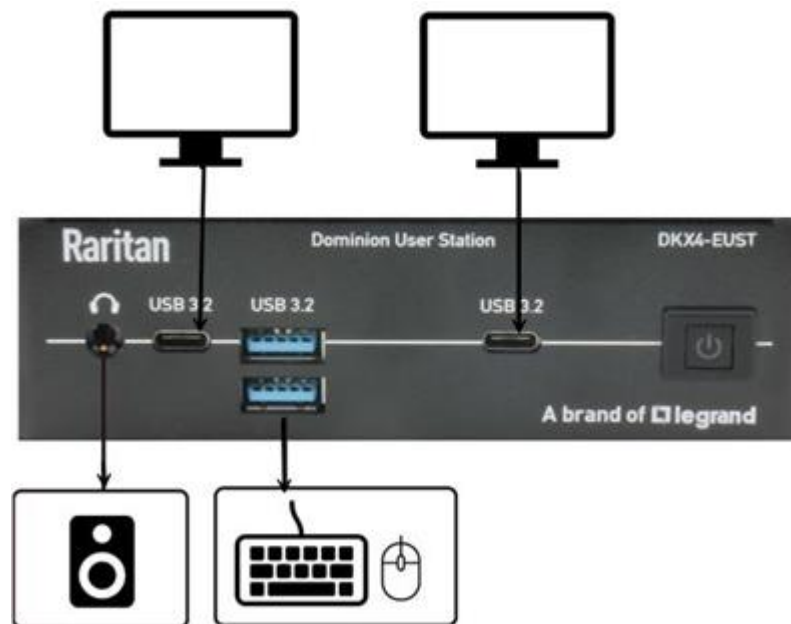 Raritan
Dominion User Station
DKX4-EUST
USB 3.2
USB 3.2
USB 3.2
A brand of legrand